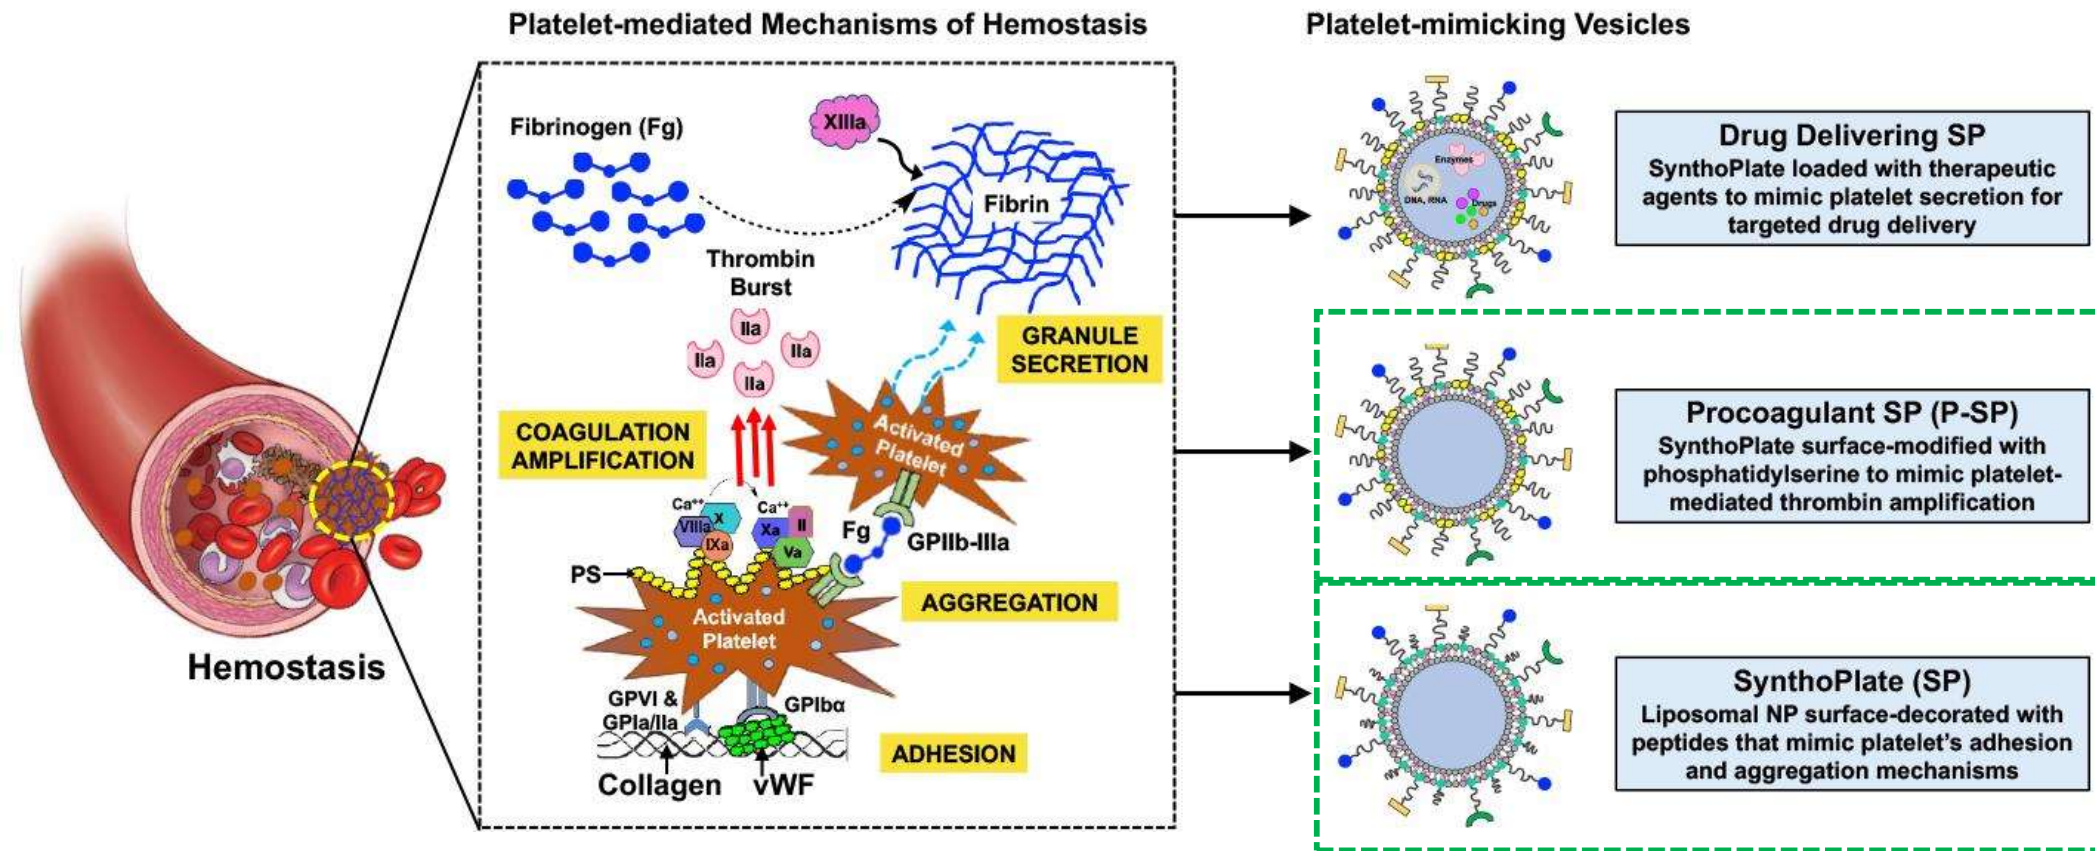 Platelet-mediated Mechanisms of Hemostasis
Platelet-mimicking Vesicles
Fibrinogen (Fg)
XIIIa
Fibrin
Thrombin
Burst
IIa
IIa
IIa
IIa
GRANULE
SECRETION
COAGULATION
AMPLIFICATION
Activated
Platelet
Ca++
X
VIIIa
IXa
Ca++
Xa
II
Va
Fg
GPIIb-IIIa
PS
AGGREGATION
Activated
Platelet
GPVI &
GPIa/IIa
GPIbα
ADHESION
Collagen
vWF
Hemostasis
Enzymes
DNA, RNA
Drugs
Drug Delivering SP
SynthoPlate loaded with therapeutic
agents to mimic platelet secretion for
targeted drug delivery
Procoagulant SP (P-SP)
SynthoPlate surface-modified with
phosphatidylserine to mimic platelet-
mediated thrombin amplification
SynthoPlate (SP)
Liposomal NP surface-decorated with
peptides that mimic platelet's adhesion
and aggregation mechanisms